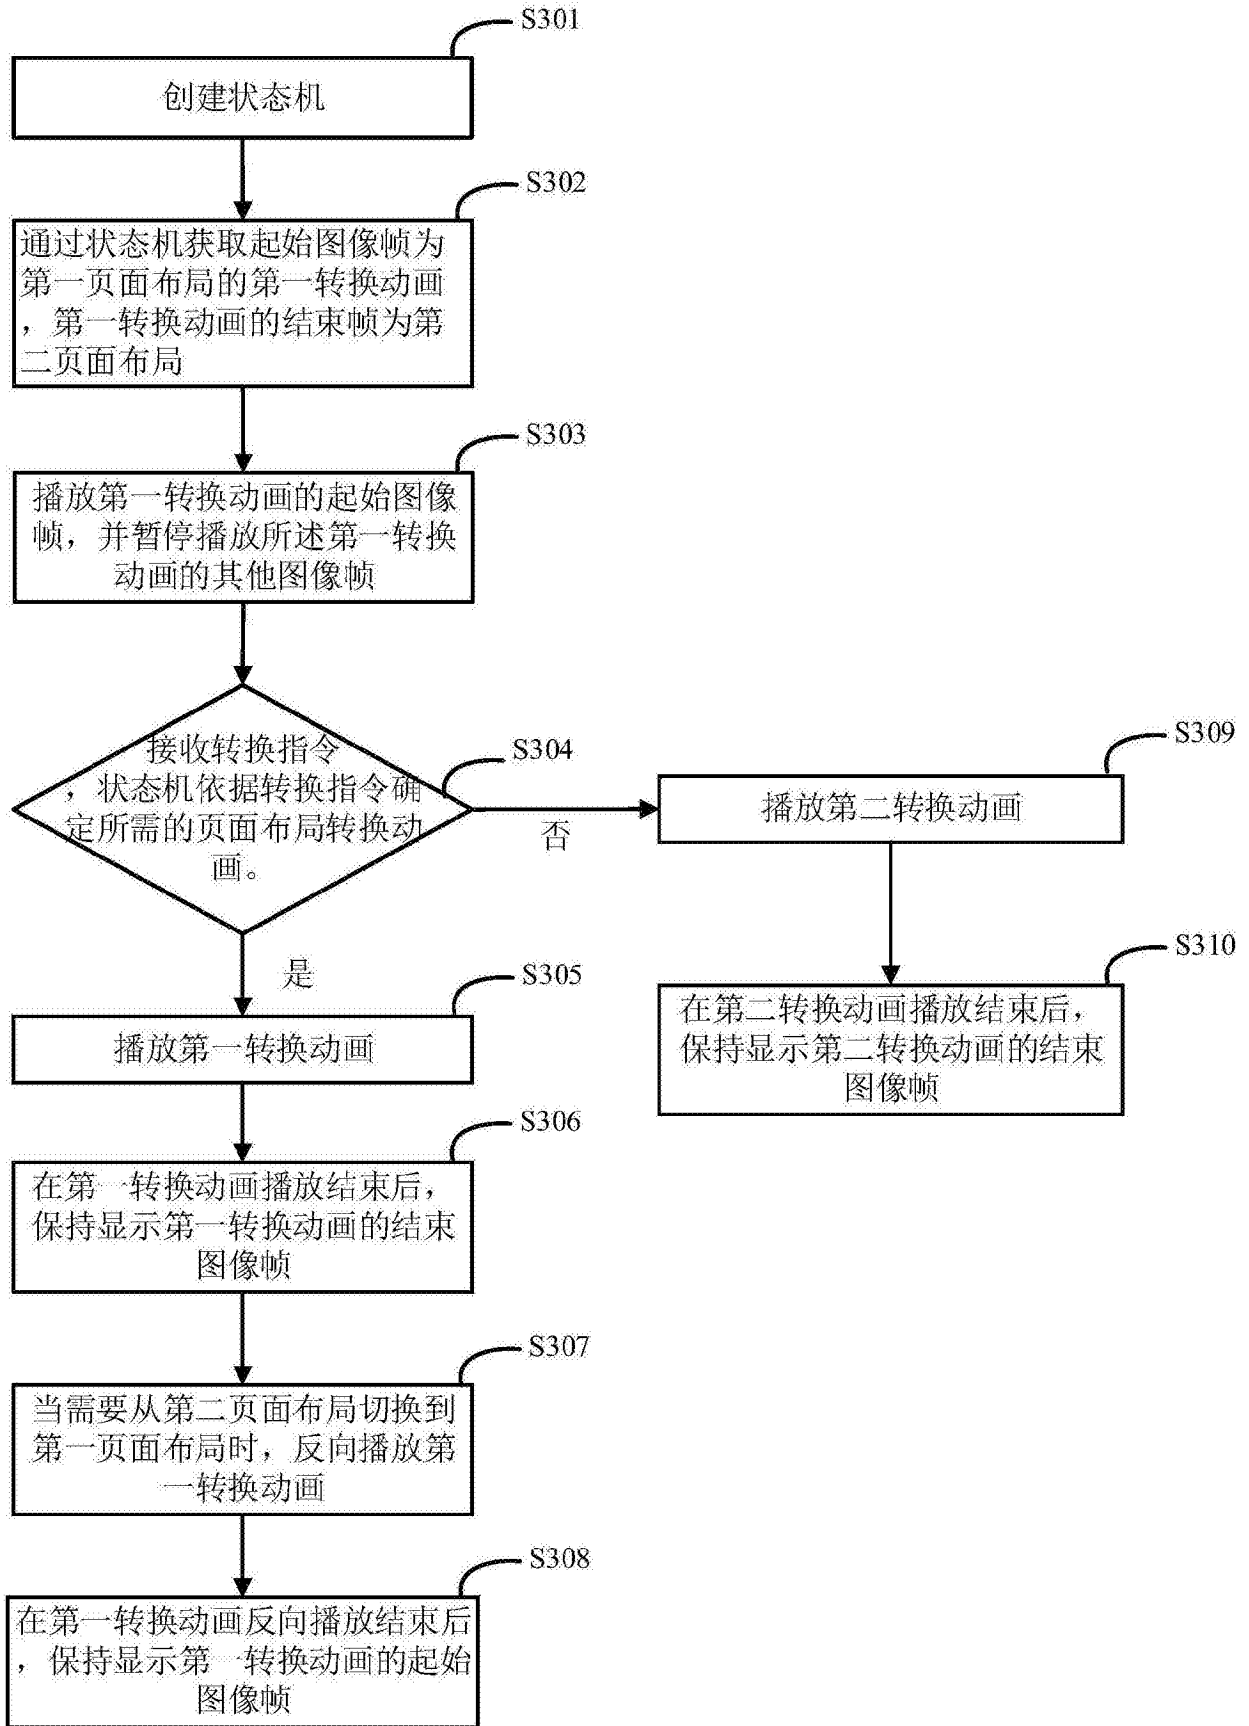 S301
创建状态机
S302
通过状态机获取起始图像帧为
第一页面布局的第一转换动画
，第一转换动画的结束帧为第
二页面布局
S303
播放第一转换动画的起始图像
帧，并暂停播放所述第一转换
动画的其他图像帧
S304
接收转换指令
，状态机依据转换指令确
定所需的页面布局转换动
画。
否
是
S309
播放第二转换动画
S310
在第二转换动画播放结束后，
保持显示第二转换动画的结束
图像帧
S305
播放第一转换动画
S306
在第一转换动画播放结束后，
保持显示第一转换动画的结束
图像帧
S307
当需要从第二页面布局切换到
第一页面布局时，反向播放第
一转换动画
S308
在第一转换动画反向播放结束后
，保持显示第一转换动画的起始
图像帧